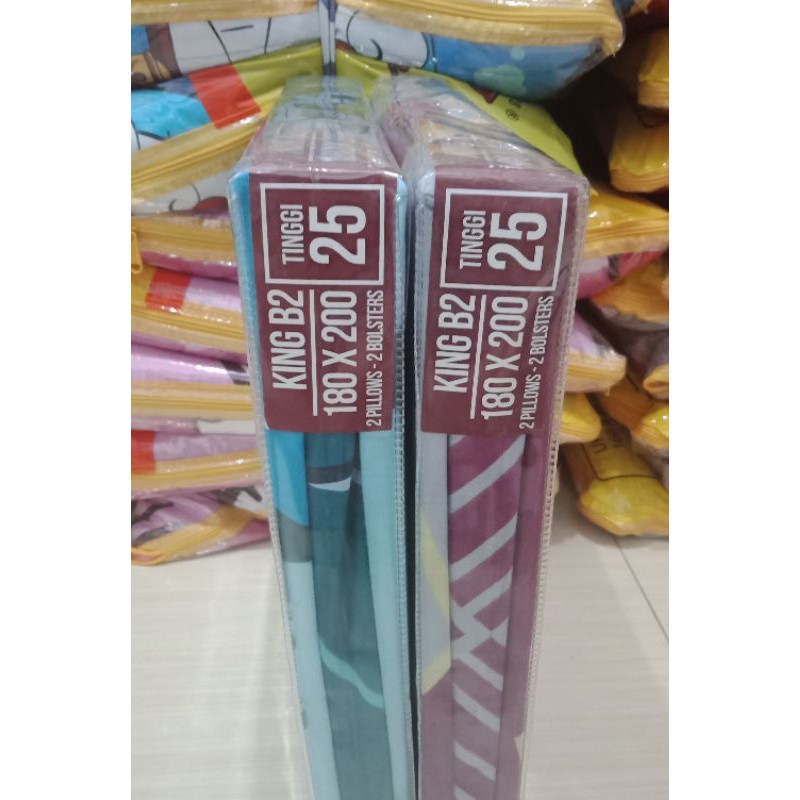 KING B2
TINGGI
25
180 X 200
2 PILLOWS - 2 BOLSTERS
KING B2
TINGGI
25
180 X 200
2 PILLOWS - 2 BOLSTERS